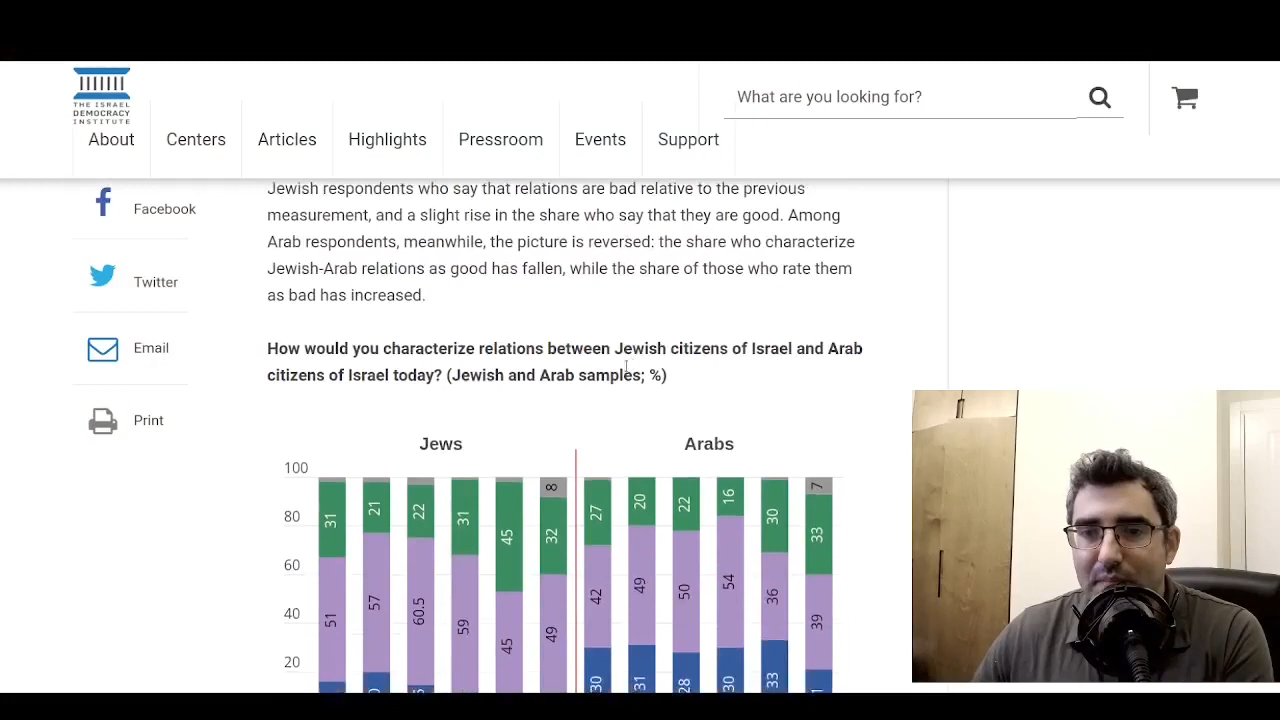 THE ISRAEL
DEMOCRACY
INSTITUTE
What are you looking for?
About Centers Articles Highlights Pressroom Events Support
Facebook
Twitter
Email
Print
Jewish respondents who say that relations are bad relative to the previous
measurement, and a slight rise in the share who say that they are good. Among
Arab respondents, meanwhile, the picture is reversed: the share who characterize
Jewish-Arab relations as good has fallen, while the share of those who rate them
as bad has increased.
How would you characterize relations between Jewish citizens of Israel and Arab
citizens of Israel today? (Jewish and Arab samples; %)
Jews Arabs
100
80
60
40
20
8 7
31 21 22 31 45 32 27 20 22 16 30 33
51 57 60.5 59 45 49 42 49 50 54 36 39
30 31 28 30 33